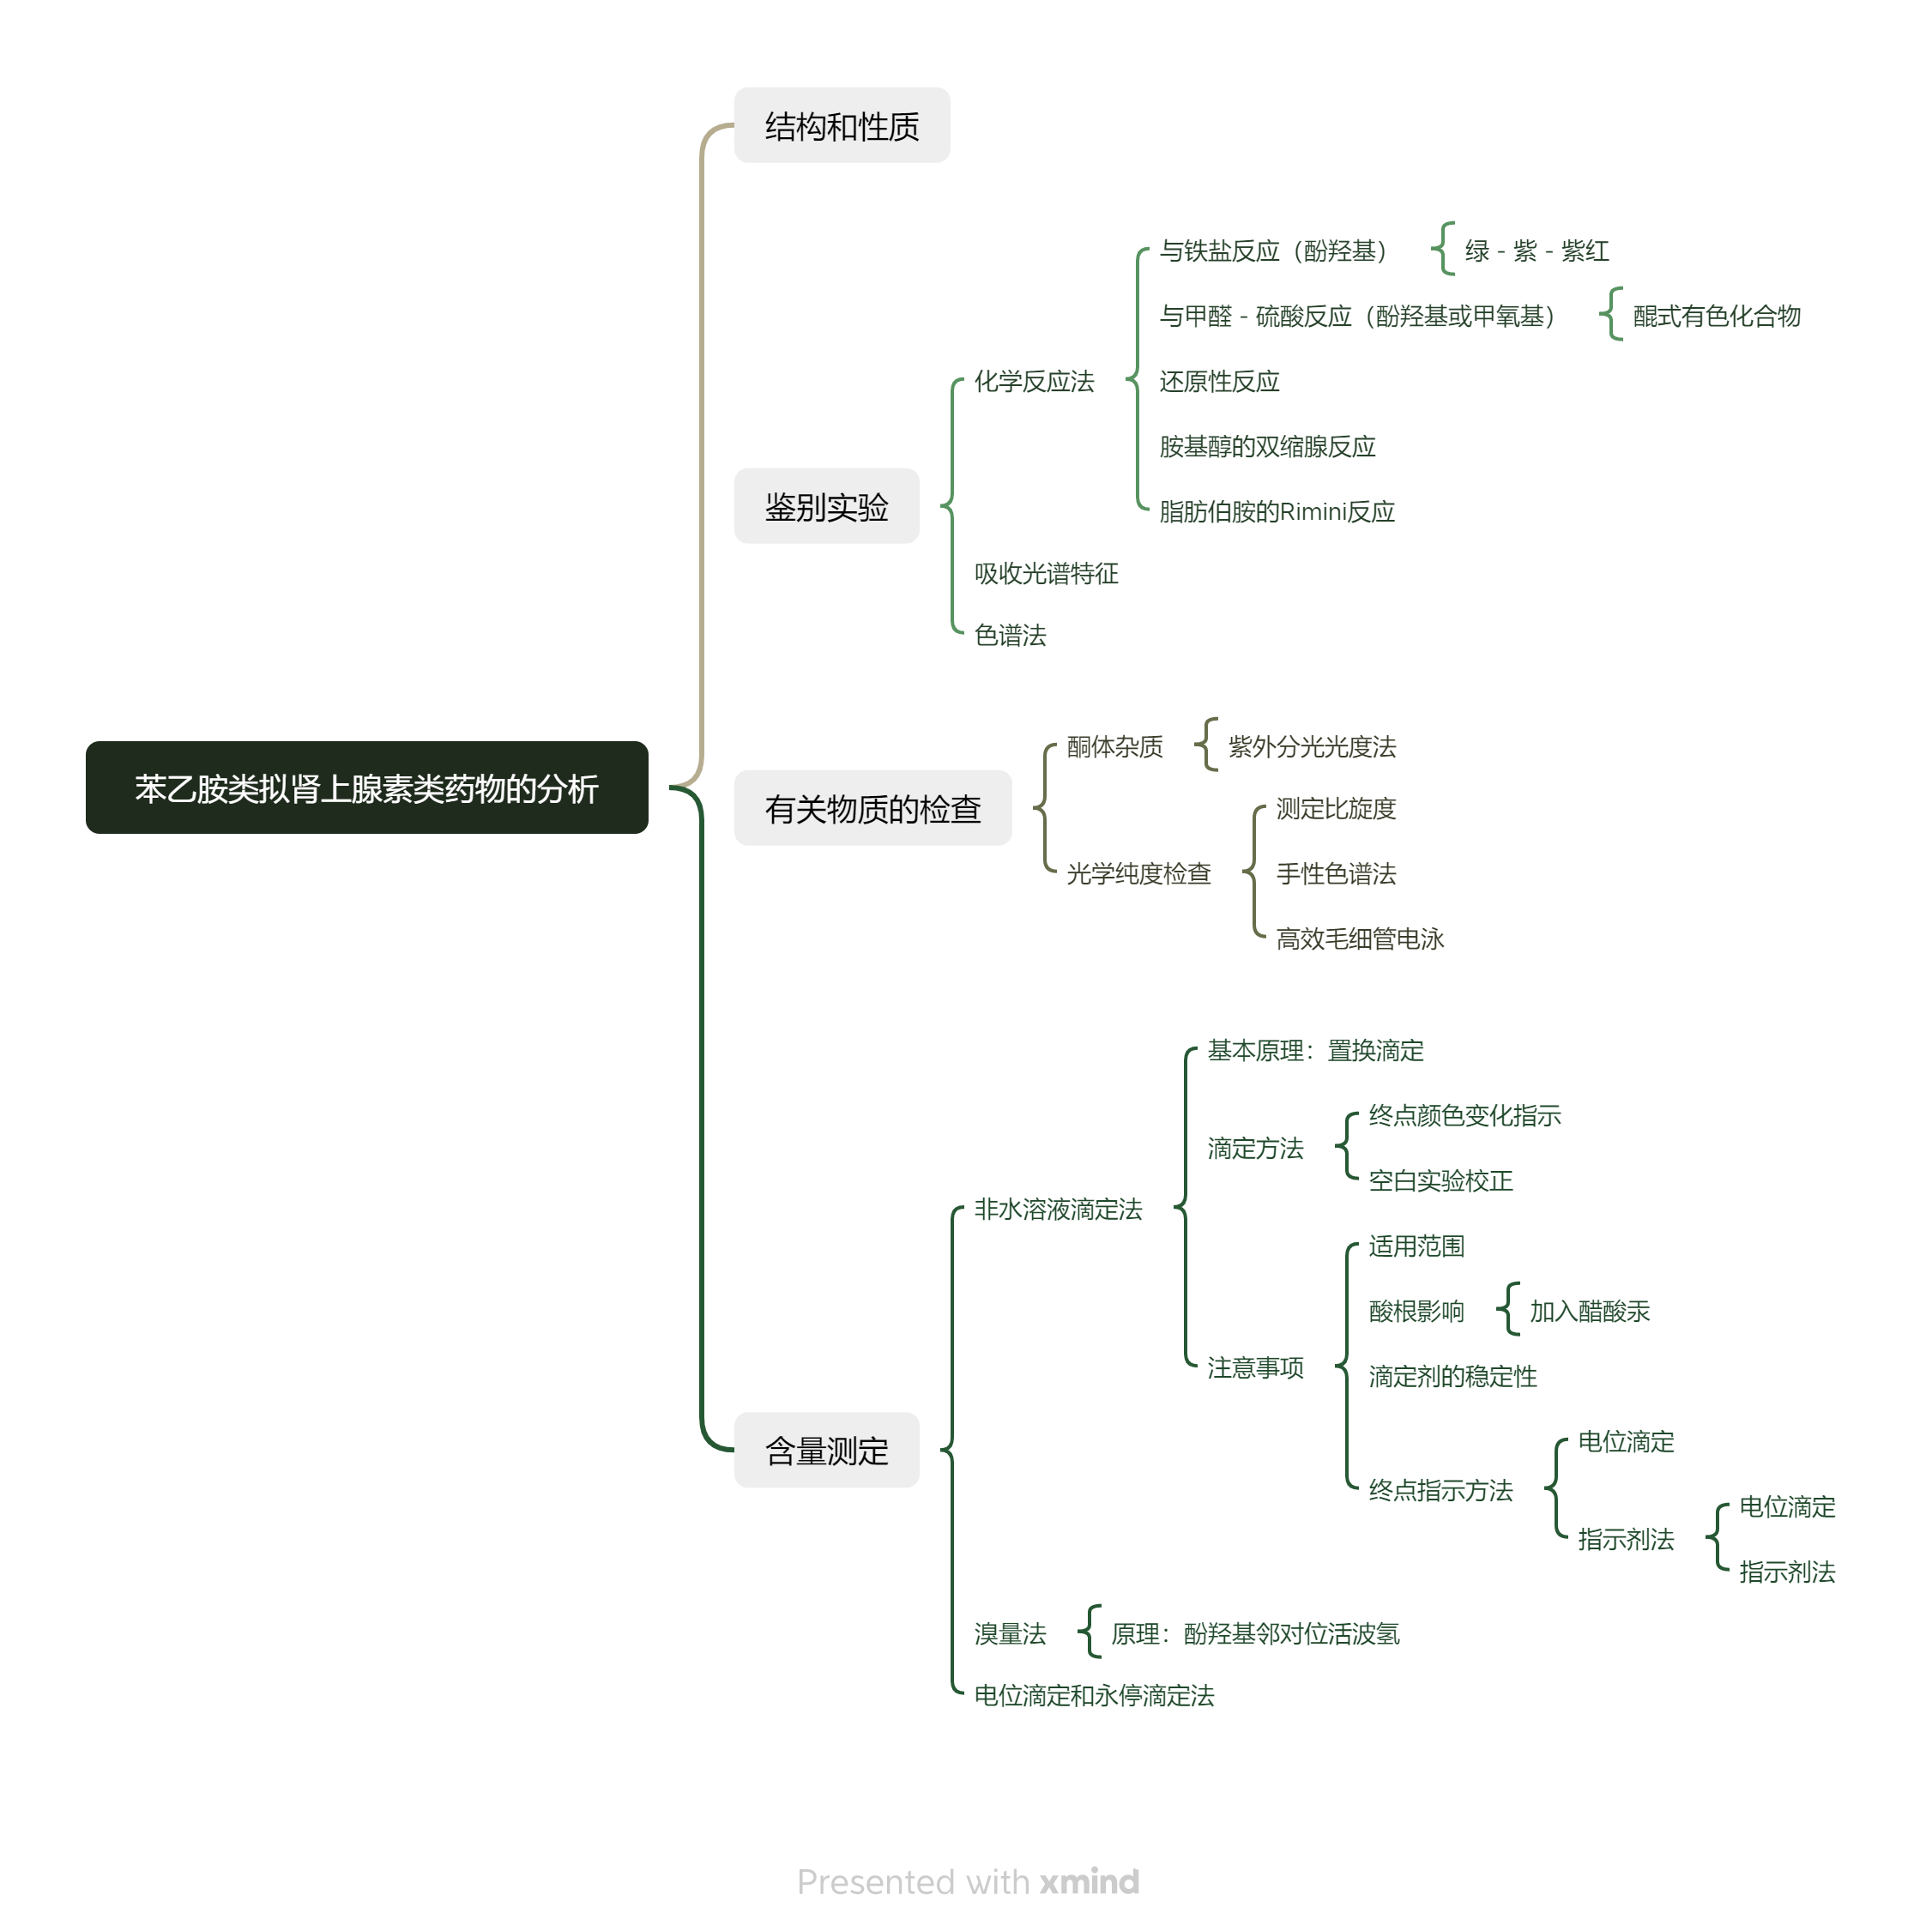 苯乙胺类拟肾上腺素类药物的分析
结构和性质
鉴别实验
化学反应法
与铁盐反应（酚羟基）
绿 - 紫 - 紫红
与甲醛 - 硫酸反应（酚羟基或甲氧基）
醌式有色化合物
还原性反应
胺基醇的双缩腺反应
脂肪伯胺的Rimini反应
吸收光谱特征
色谱法
有关物质的检查
酮体杂质
紫外分光光度法
光学纯度检查
测定比旋度
手性色谱法
高效毛细管电泳
含量测定
非水溶液滴定法
基本原理：置换滴定
滴定方法
终点颜色变化指示
空白实验校正
注意事项
适用范围
酸根影响
加入醋酸汞
滴定剂的稳定性
终点指示方法
电位滴定
指示剂法
电位滴定
指示剂法
溴量法
原理：酚羟基邻对位活波氢
电位滴定和永停滴定法
Presented with xmind